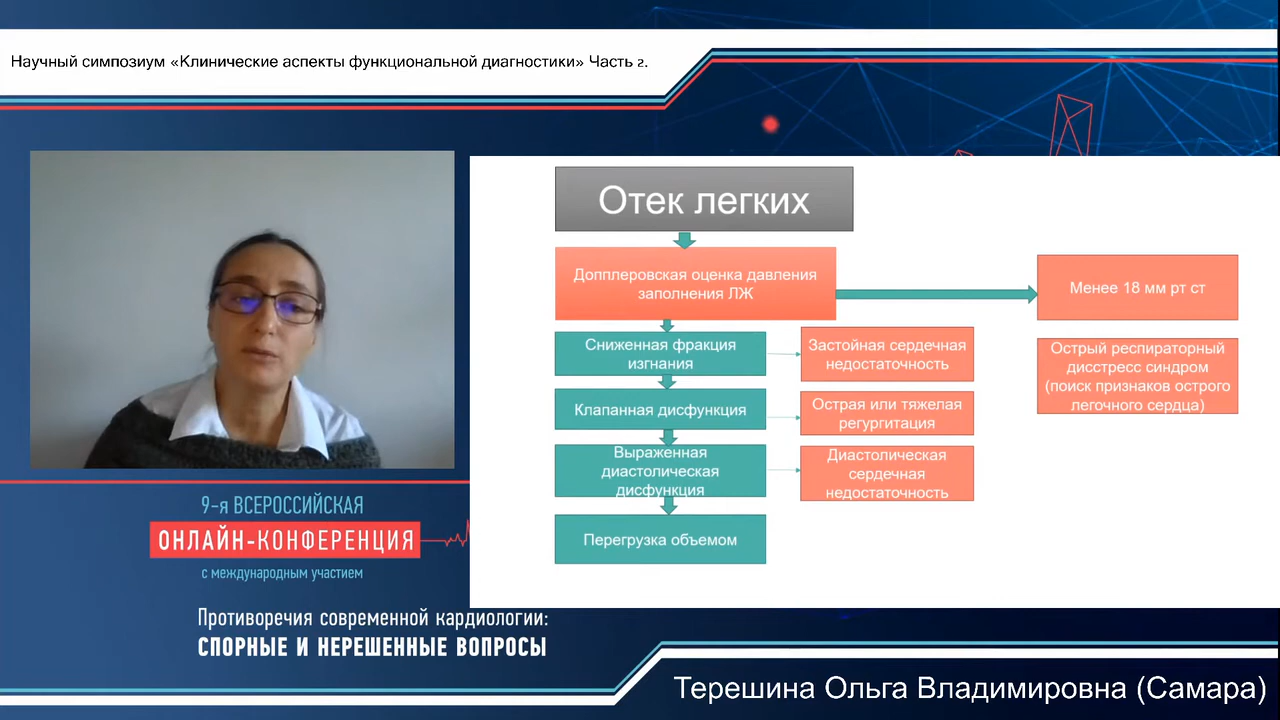 Научный симпозиум «Клинические аспекты функциональной диагностики» Часть 2.
Отек легких
Допплеровская оценка давления
заполнения ЛЖ
Менее 18 мм рт ст
Сниженная фракция
изгнания
Застойная сердечная
недостаточность
Острый респираторный
дисстресс синдром
(поиск признаков острого
легочного сердца)
Клапанная дисфункция
Острая или тяжелая
регургитация
Выраженная
диастолическая
дисфункция
Диастолическая
сердечная
недостаточность
Перегрузка объемом
9-я ВСЕРОССИЙСКАЯ
ОНЛАЙН-КОНФЕРЕНЦИЯ
с международным участием
Противоречия современной кардиологии:
СПОРНЫЕ И НЕРЕШЕННЫЕ ВОПРОСЫ
Терешина Ольга Владимировна (Самара)